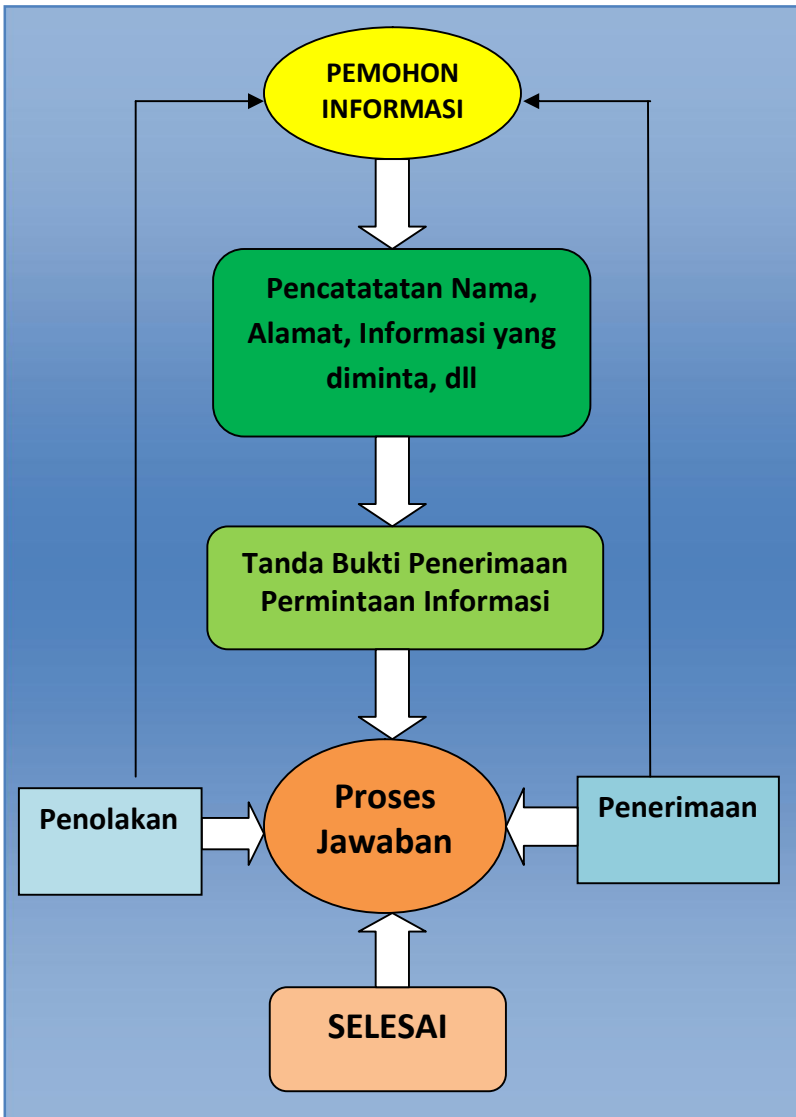 PEMOHON
INFORMASI
Pencatatatan Nama,
Alamat, Informasi yang
diminta, dll
Tanda Bukti Penerimaan
Permintaan Informasi
Penolakan
Proses
Jawaban
Penerimaan
SELESAI